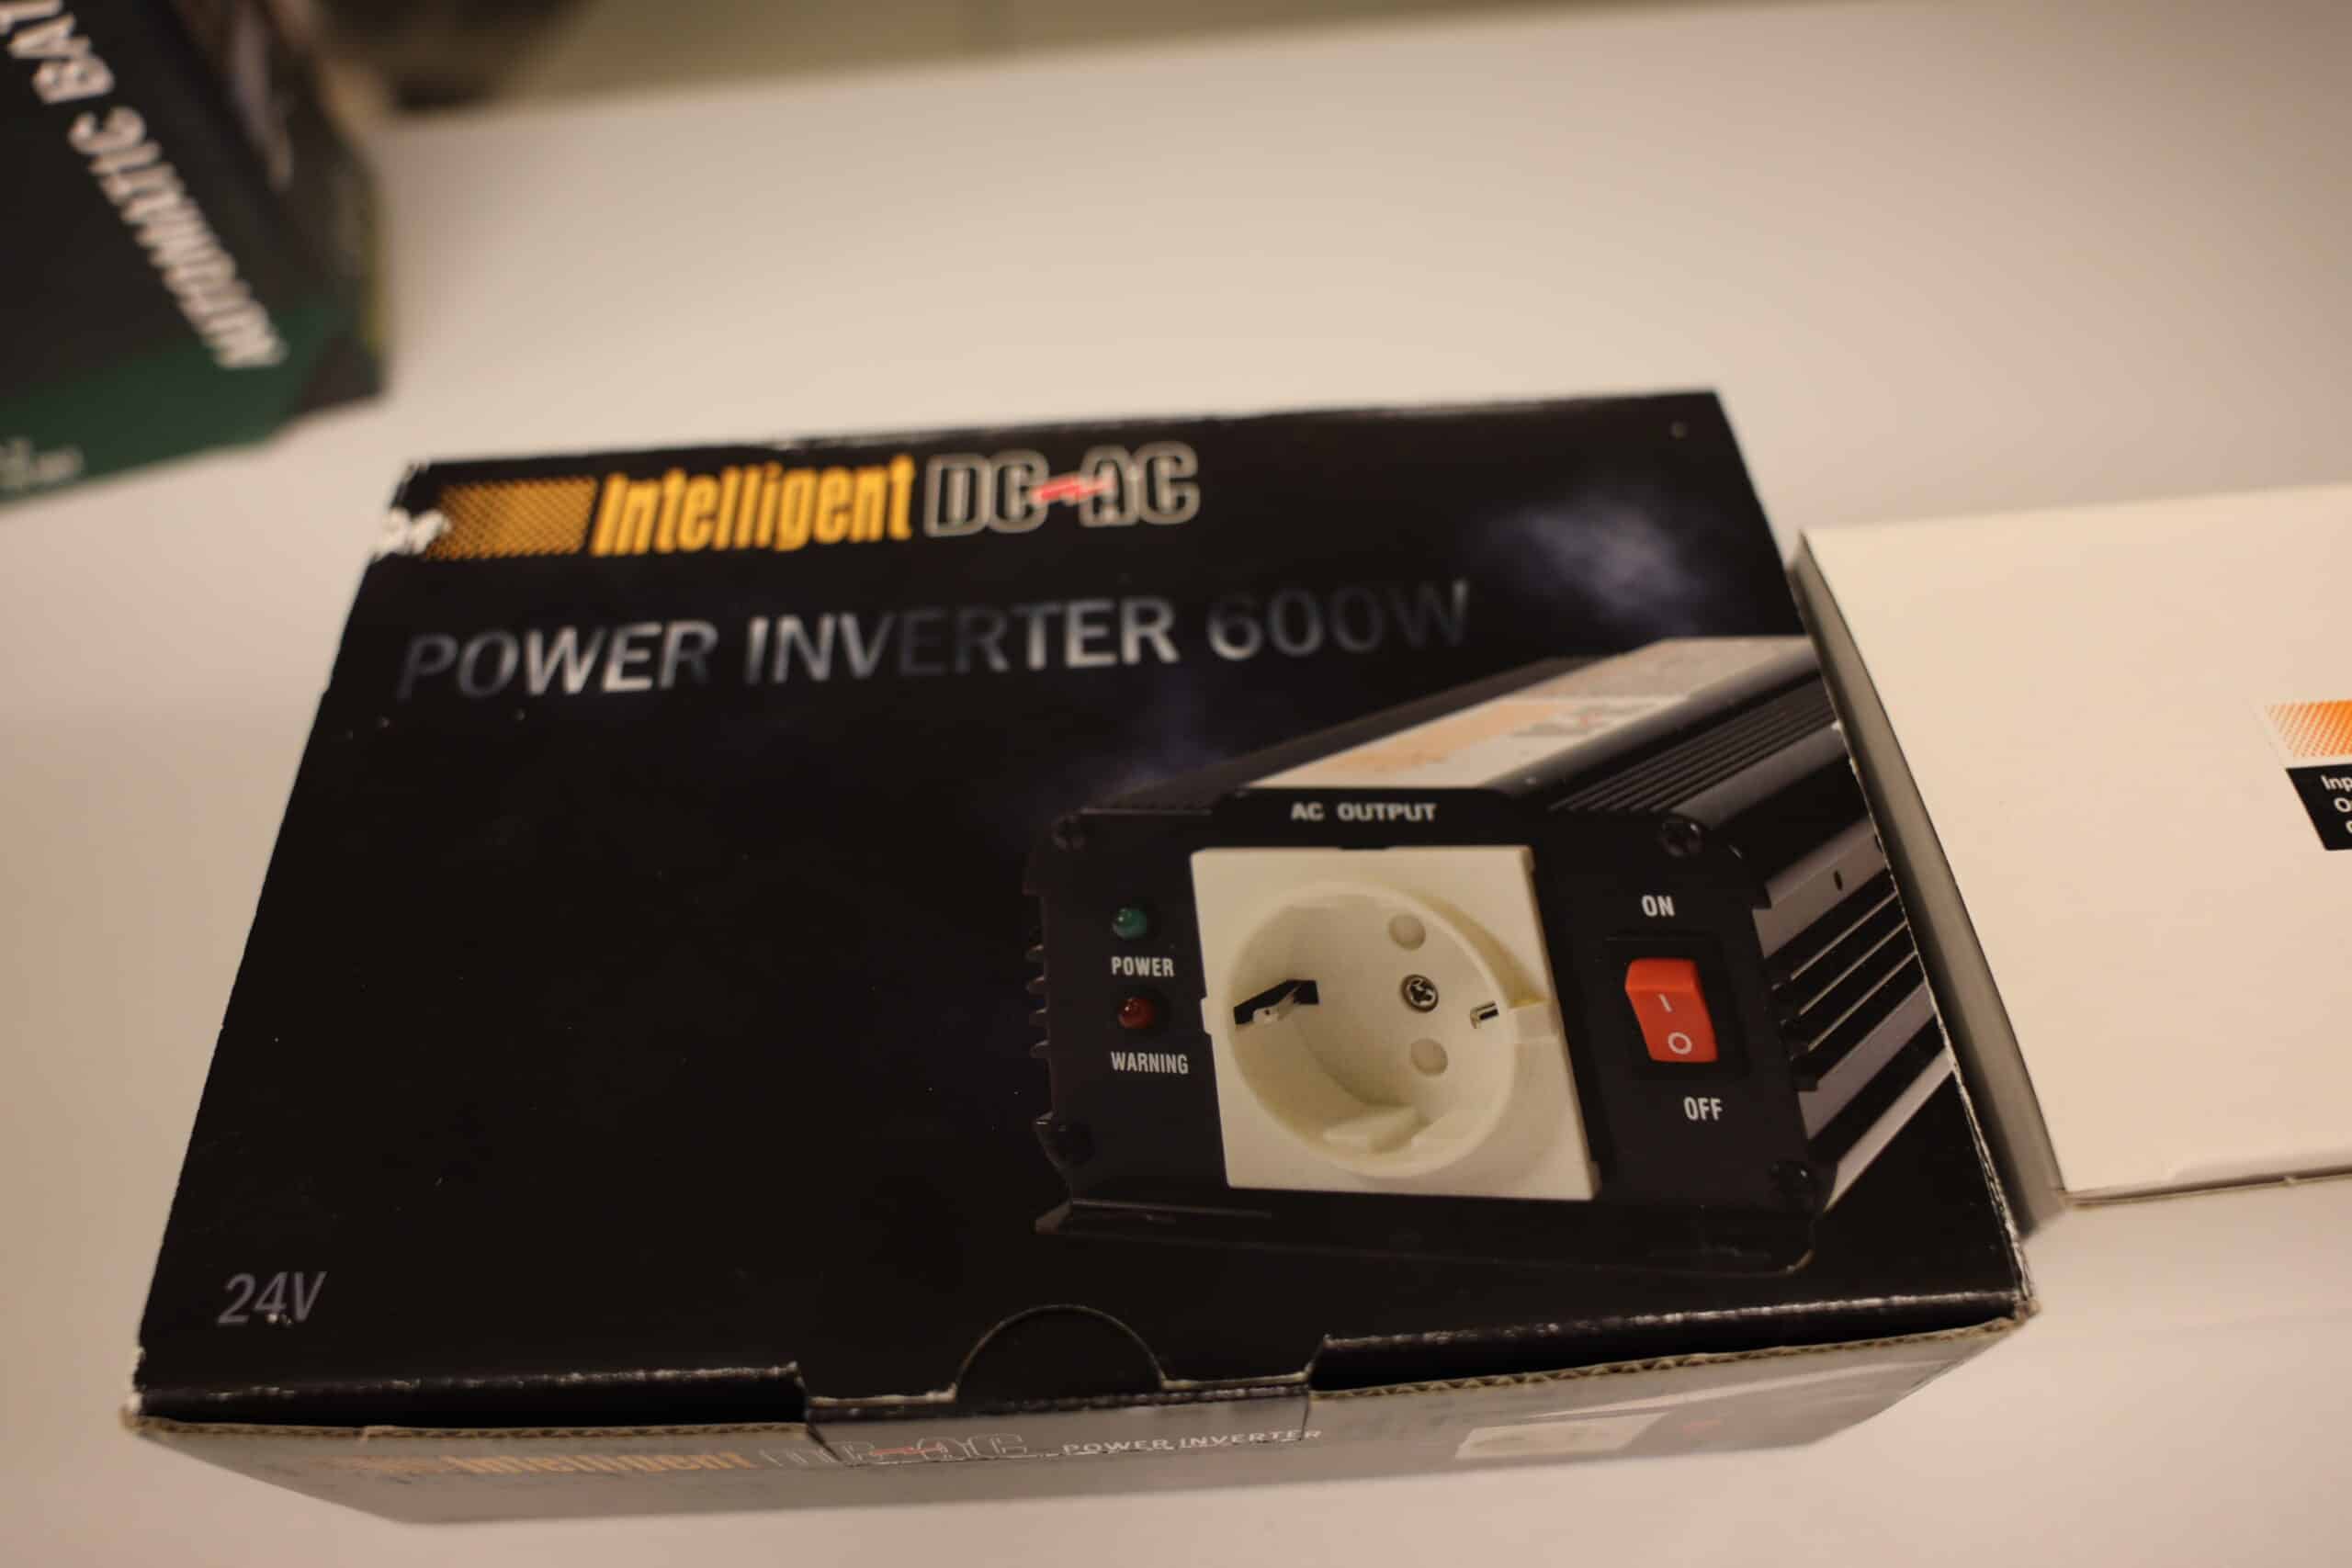 AUTOMATIC BAT
Intelligent DC-AC
POWER INVERTER 600W
AC OUTPUT
POWER
WARNING
ON
I
O
OFF
24V
Intelligent DC-AC POWER INVERTER
Inp
O